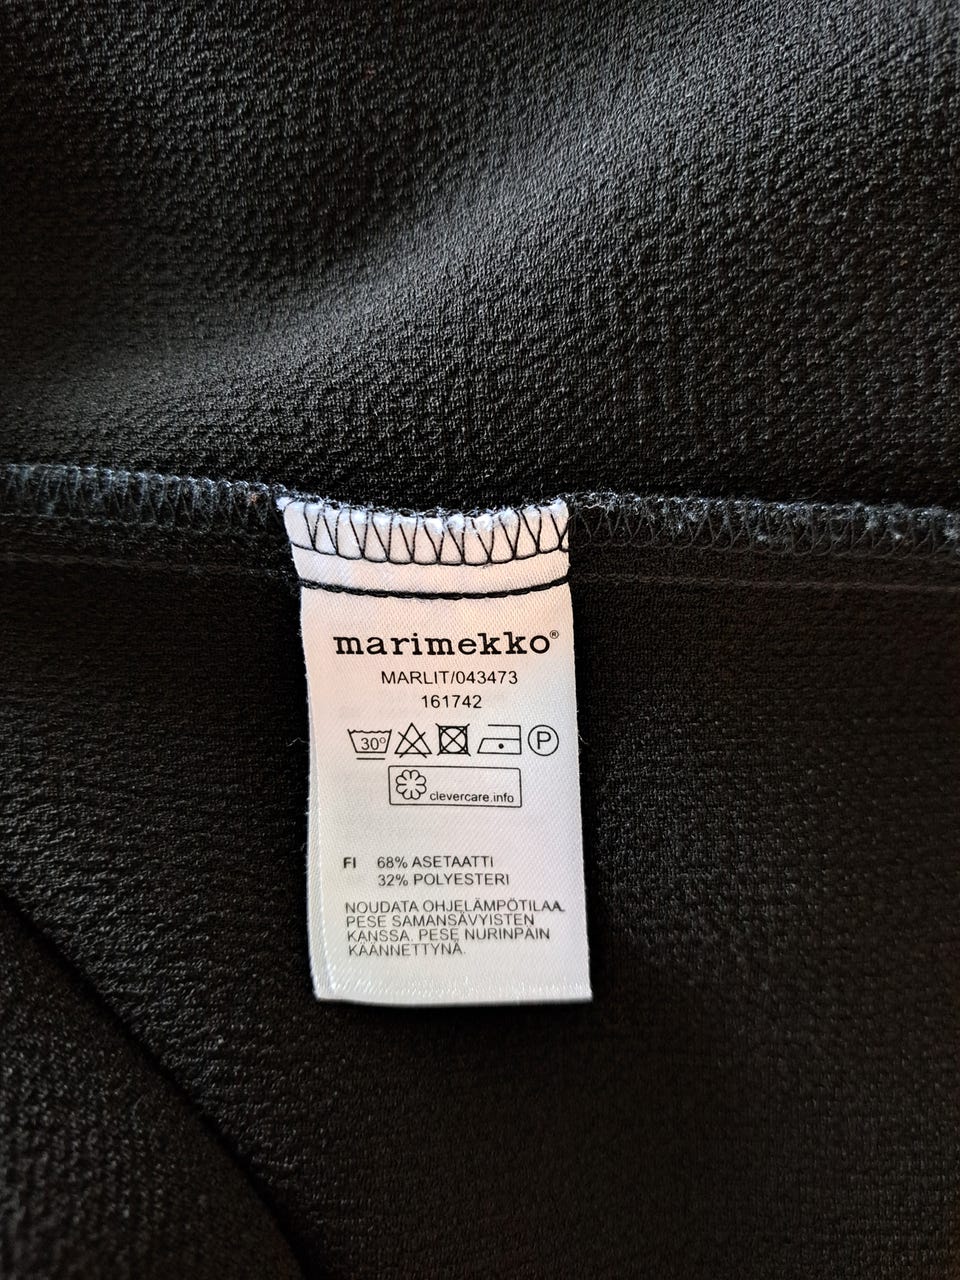 marimekko®
MARLIT/043473
161742
30° P
clevercare.info
FI 68% ASETAATTI
32% POLYESTERI
NOUDATA OHJELÄMPÖTILAA.
PESE SAMANSÄVYISTEN
KANSSA. PESE NURINPAIN
KÄÄNNETTYNÄ.